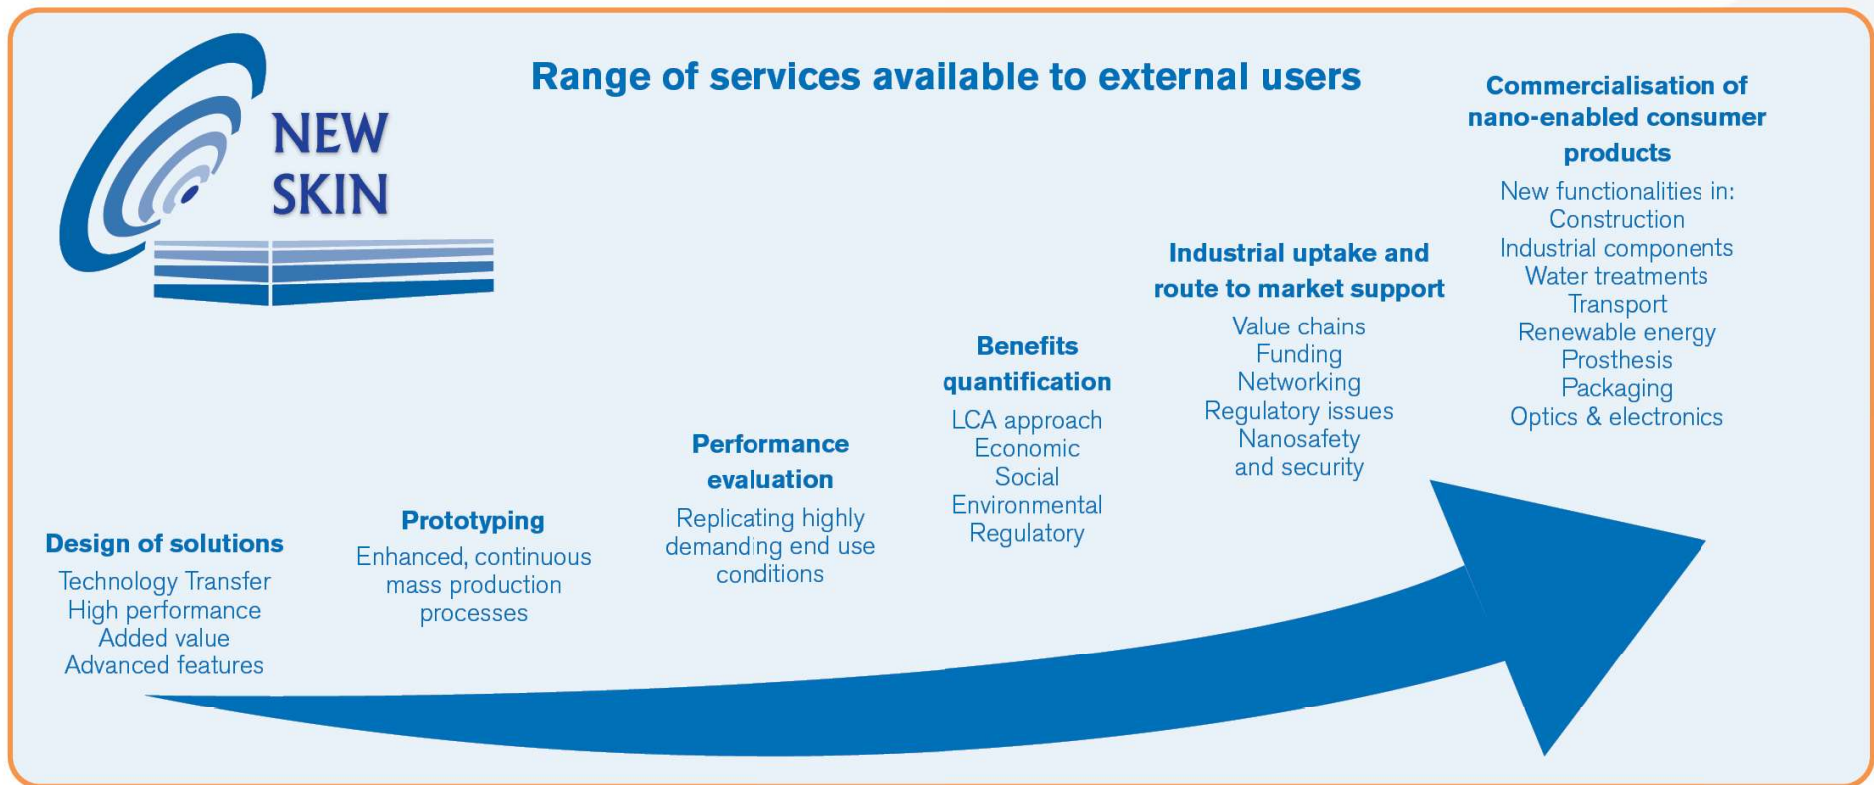 NEW
SKIN
Range of services available to external users
Design of solutions
Technology Transfer
High performance
Added value
Advanced features
Prototyping
Enhanced, continuous
mass production
processes
Performance
evaluation
Replicating highly
demanding end use
conditions
Benefits
quantification
LCA approach
Economic
Social
Environmental
Regulatory
Industrial uptake and
route to market support
Value chains
Funding
Networking
Regulatory issues
Nanosafety
and security
Commercialisation of
nano-enabled consumer
products
New functionalities in:
Construction
Industrial components
Water treatments
Transport
Renewable energy
Prosthesis
Packaging
Optics & electronics